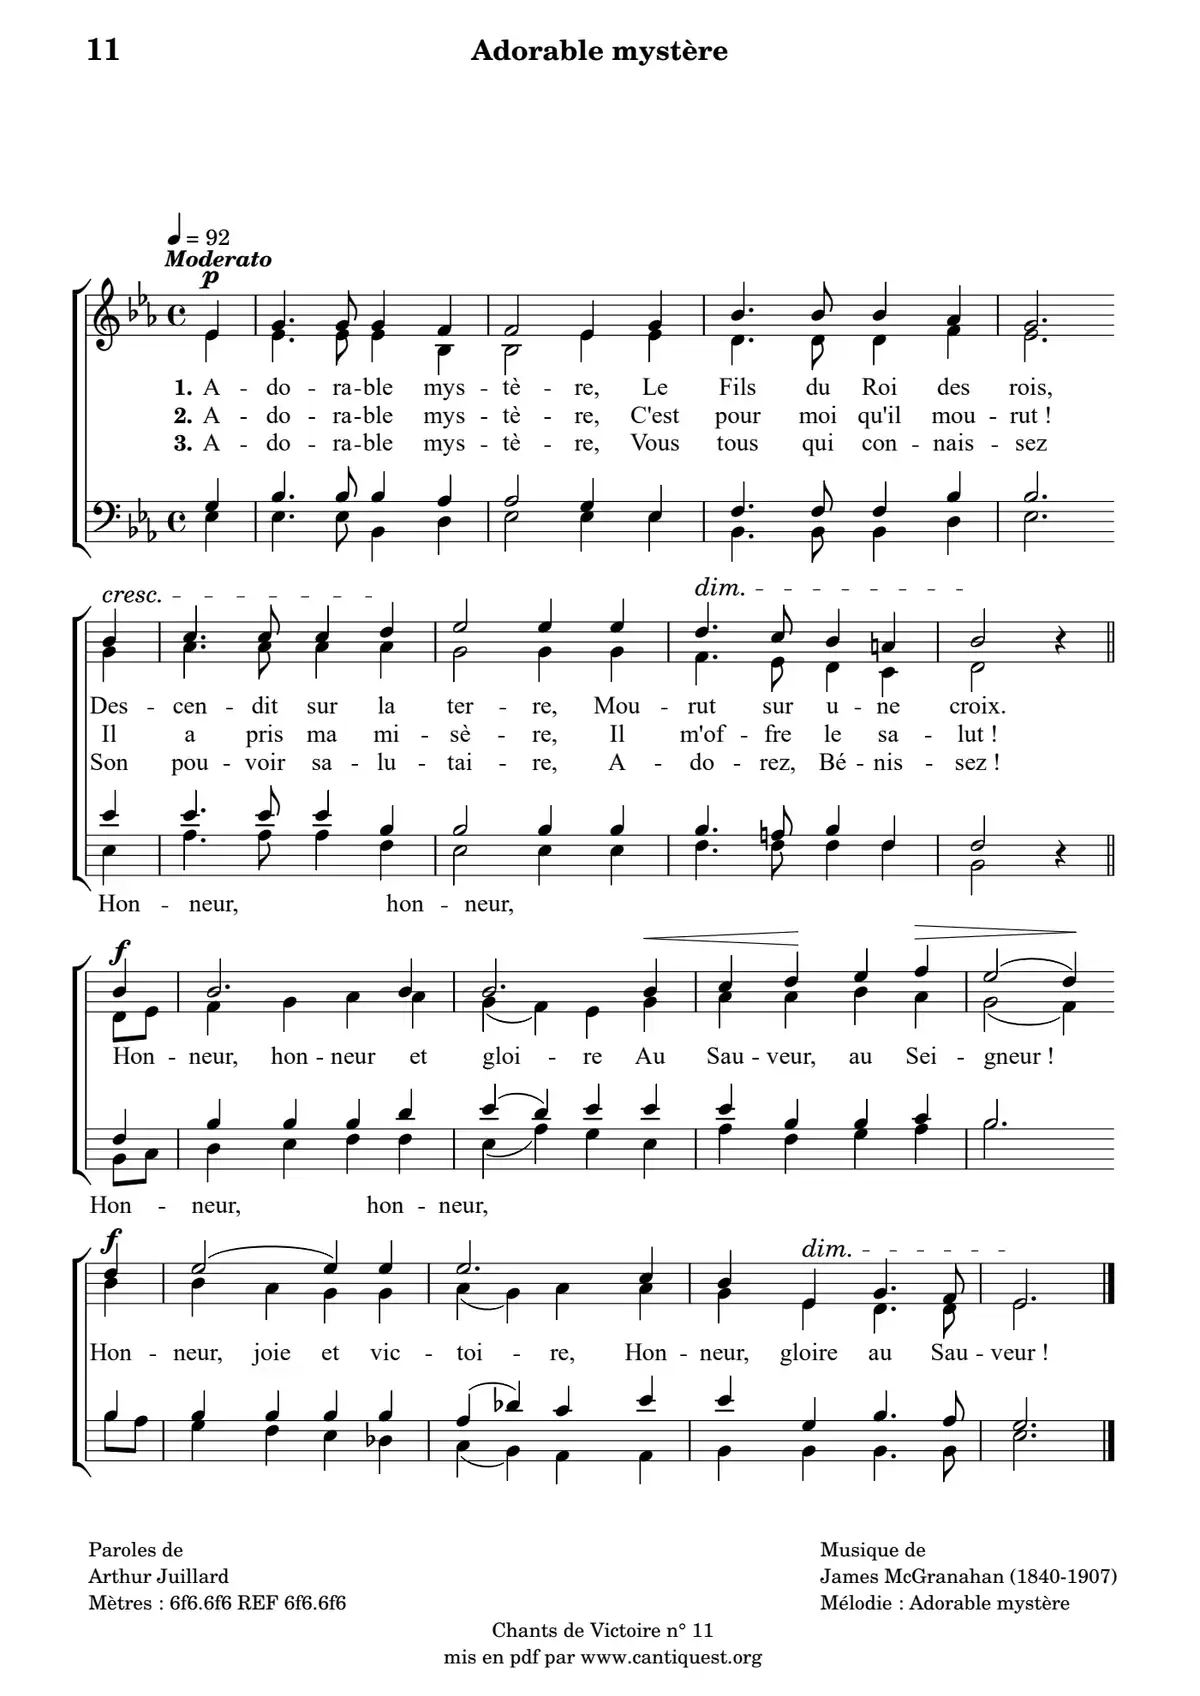 11
Adorable mystère
= 92
Moderato
p
1. A - do - ra-ble mys - tè - re, Le Fils du Roi des rois,
2. A - do - ra-ble mys - tè - re, C'est pour moi qu'il mou - rut !
3. A - do - ra-ble mys - tè - re, Vous tous qui con - nais - sez
cresc. dim.
Des - cen - dit sur la ter - re, Mou - rut sur u - ne croix.
Il a pris ma mi - sè - re, Il m'of - fre le sa - lut !
Son pou - voir sa - lu - tai - re, A - do - rez, Bé - nis - sez !
Hon - neur, hon - neur,
f
Hon - neur, hon - neur et gloi - re Au Sau - veur, au Sei - gneur !
Hon - neur, hon - neur,
f
dim.
Hon - neur, joie et vic - toi - re, Hon - neur, gloire au Sau - veur !
Paroles de
Arthur Juillard
Mètres : 6f6.6f6 REF 6f6.6f6
Musique de
James McGranahan (1840-1907)
Mélodie : Adorable mystère
Chants de Victoire n° 11
mis en pdf par www.cantiquest.org